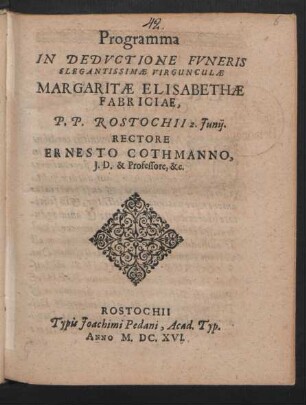 42.
Programma
IN DEDVCTIONE FVNERIS
ELEGANTISSIMÆ VIRGUNCULÆ
MARGARITÆ ELISABETHÆ
FABRICIAE,
P. P. ROSTOCHII 2. Junij.
RECTORE
ERNESTO COTHMANNO,
J. D. & Professore, &c.
ROSTOCHII
Typis Joachimi Pedani, Acad. Typ.
ANNO M. DC. XVI.